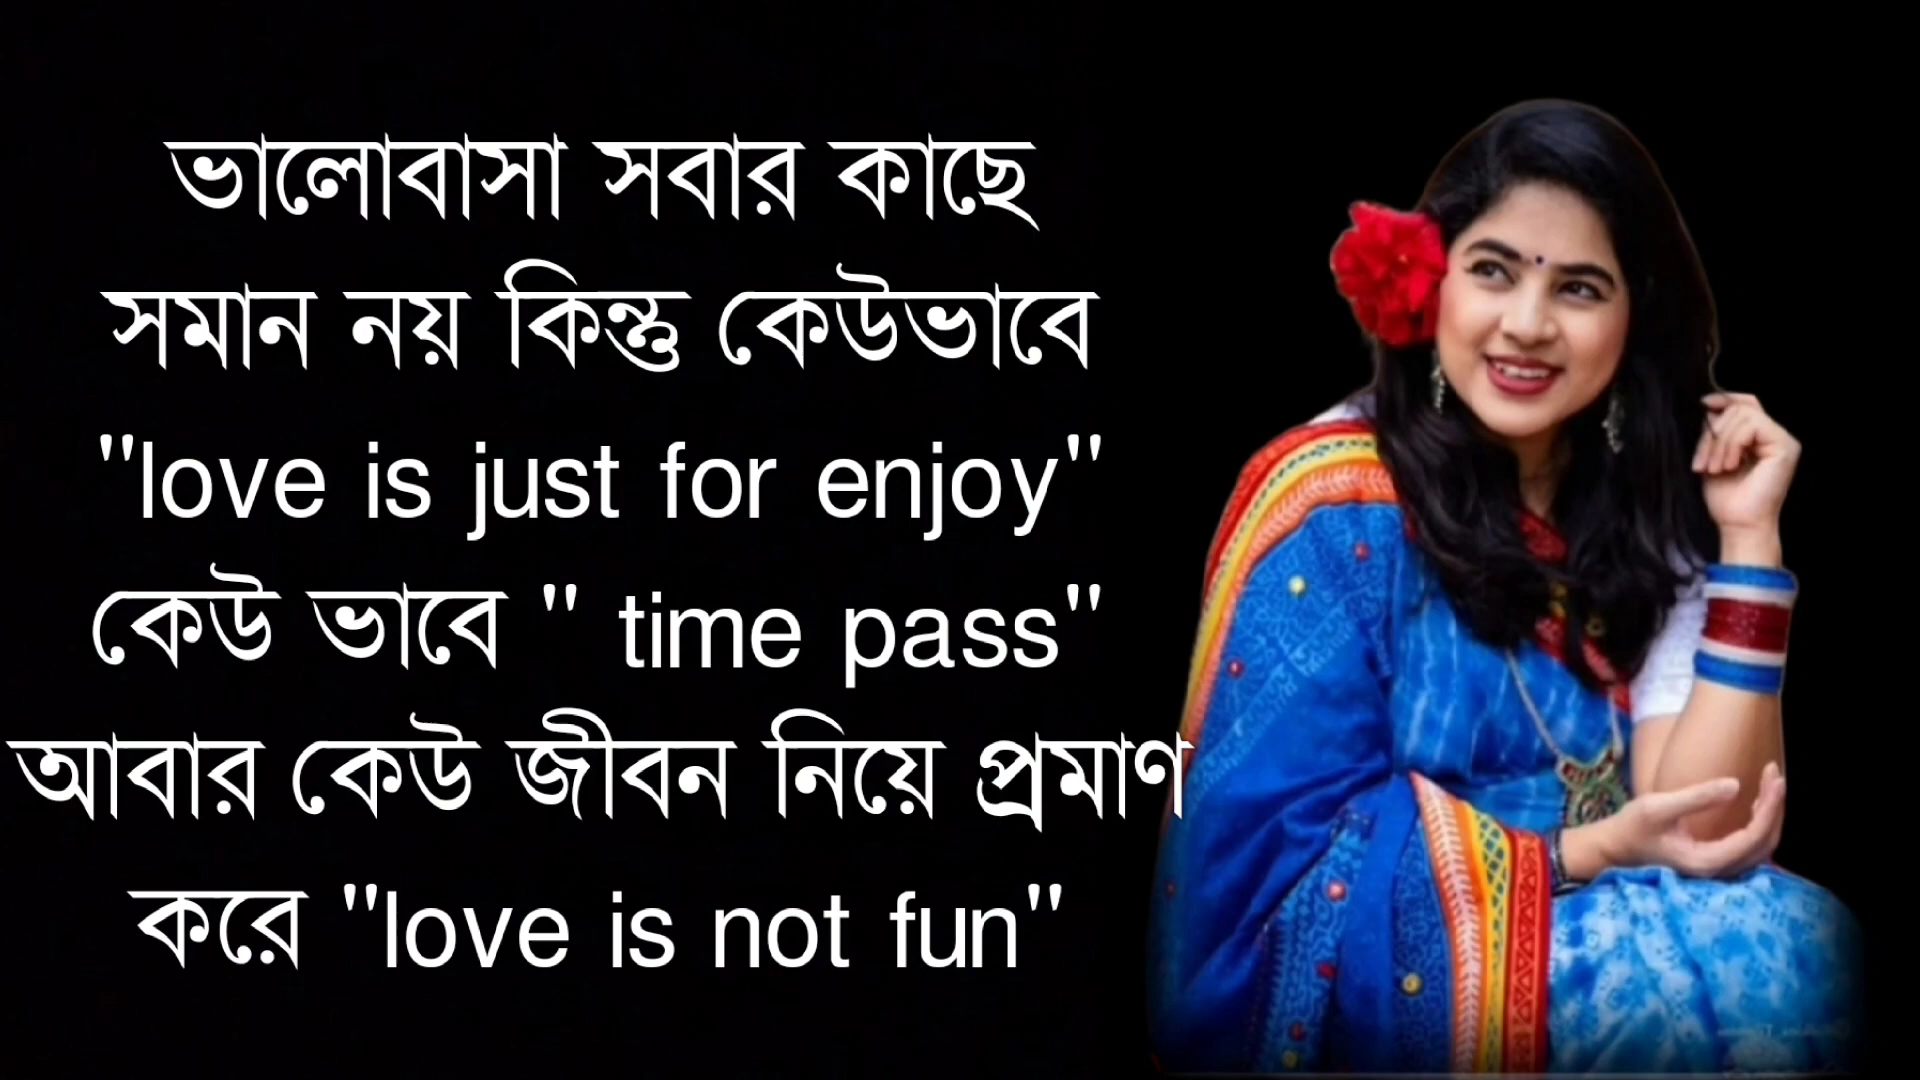 ভালোবাসা সবার কাছে
সমান নয় কিন্তু কেউভাবে
"love is just for enjoy"
কেউ ভাবে " time pass"
আবার কেউ জীবন নিয়ে প্রমাণ
করে "love is not fun"